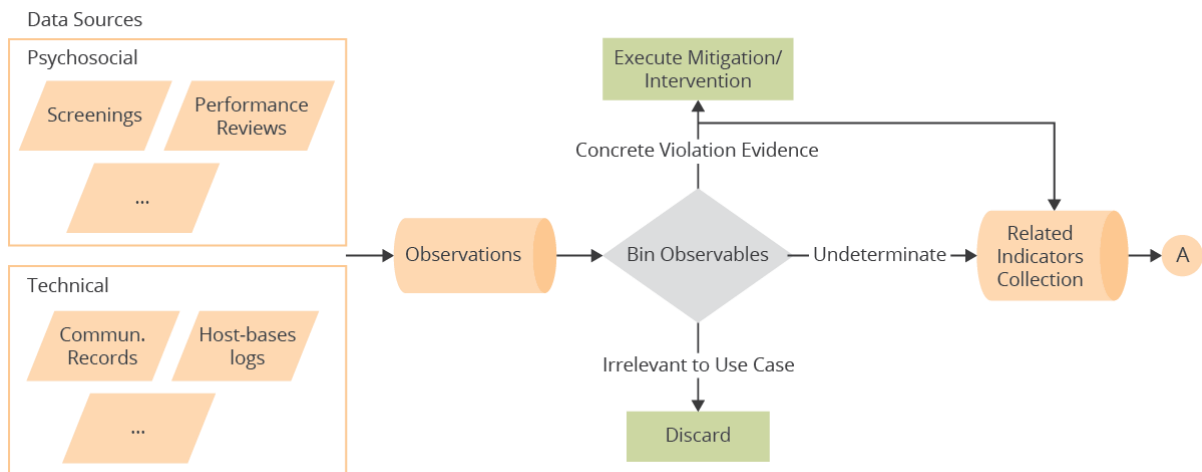 Data Sources
Psychosocial
Screenings
Performance
Reviews
...
Technical
Commun.
Records
Host-bases
logs
...
Observations
Execute Mitigation/
Intervention
Concrete Violation Evidence
Bin Observables
Undeterminate
Irrelevant to Use Case
Discard
Related
Indicators
Collection
A